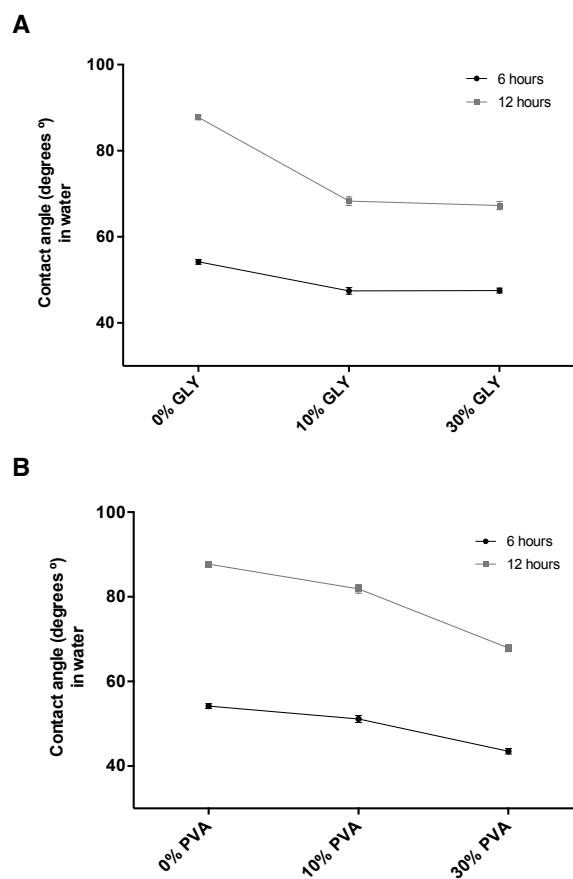 A
100
80
60
40
Contact angle (degrees º)
in water
6 hours
12 hours
0% GLY
10% GLY
30% GLY
B
100
80
60
40
Contact angle (degrees º)
in water
6 hours
12 hours
0% PVA
10% PVA
30% PVA